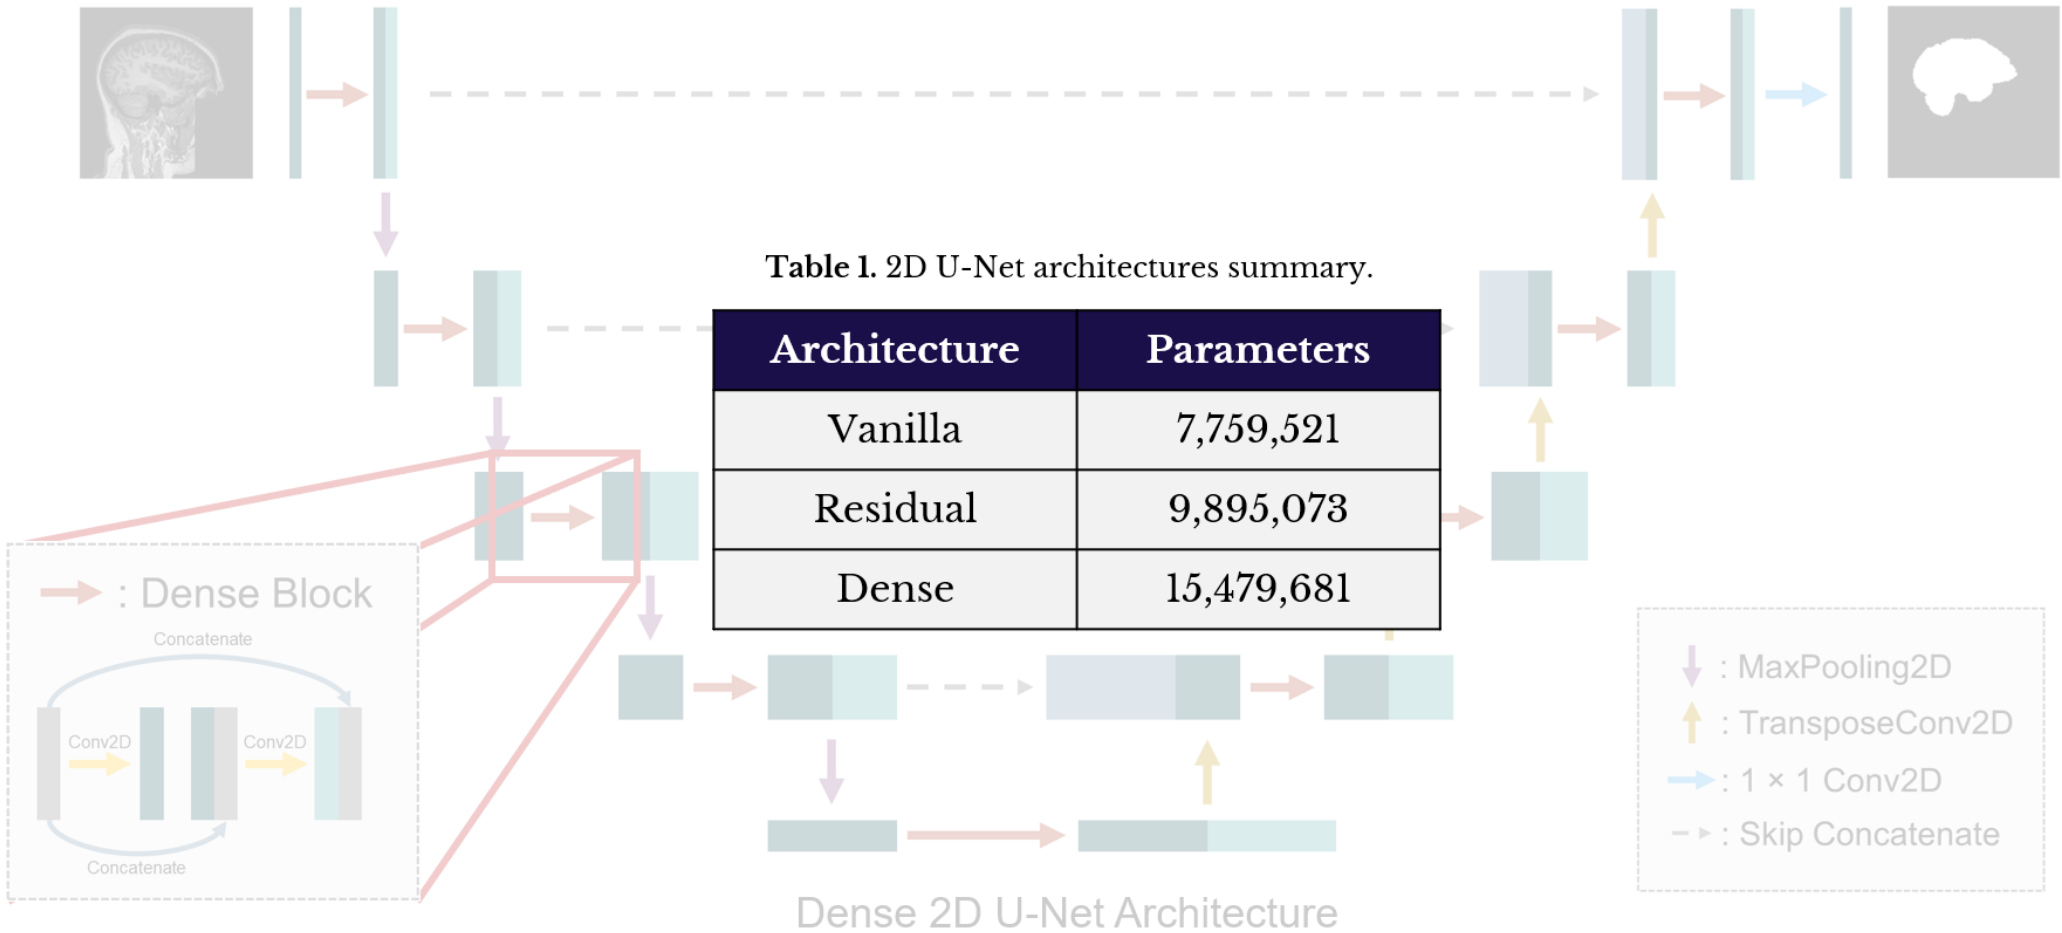 Table 1. 2D U-Net architectures summary.
Architecture Parameters
Vanilla 7,759,521
Residual 9,895,073
Dense 15,479,681
: Dense Block
Concatenate
Conv2D Conv2D
Concatenate
: MaxPooling2D
: TransposeConv2D
: 1 × 1 Conv2D
: Skip Concatenate
Dense 2D U-Net Architecture